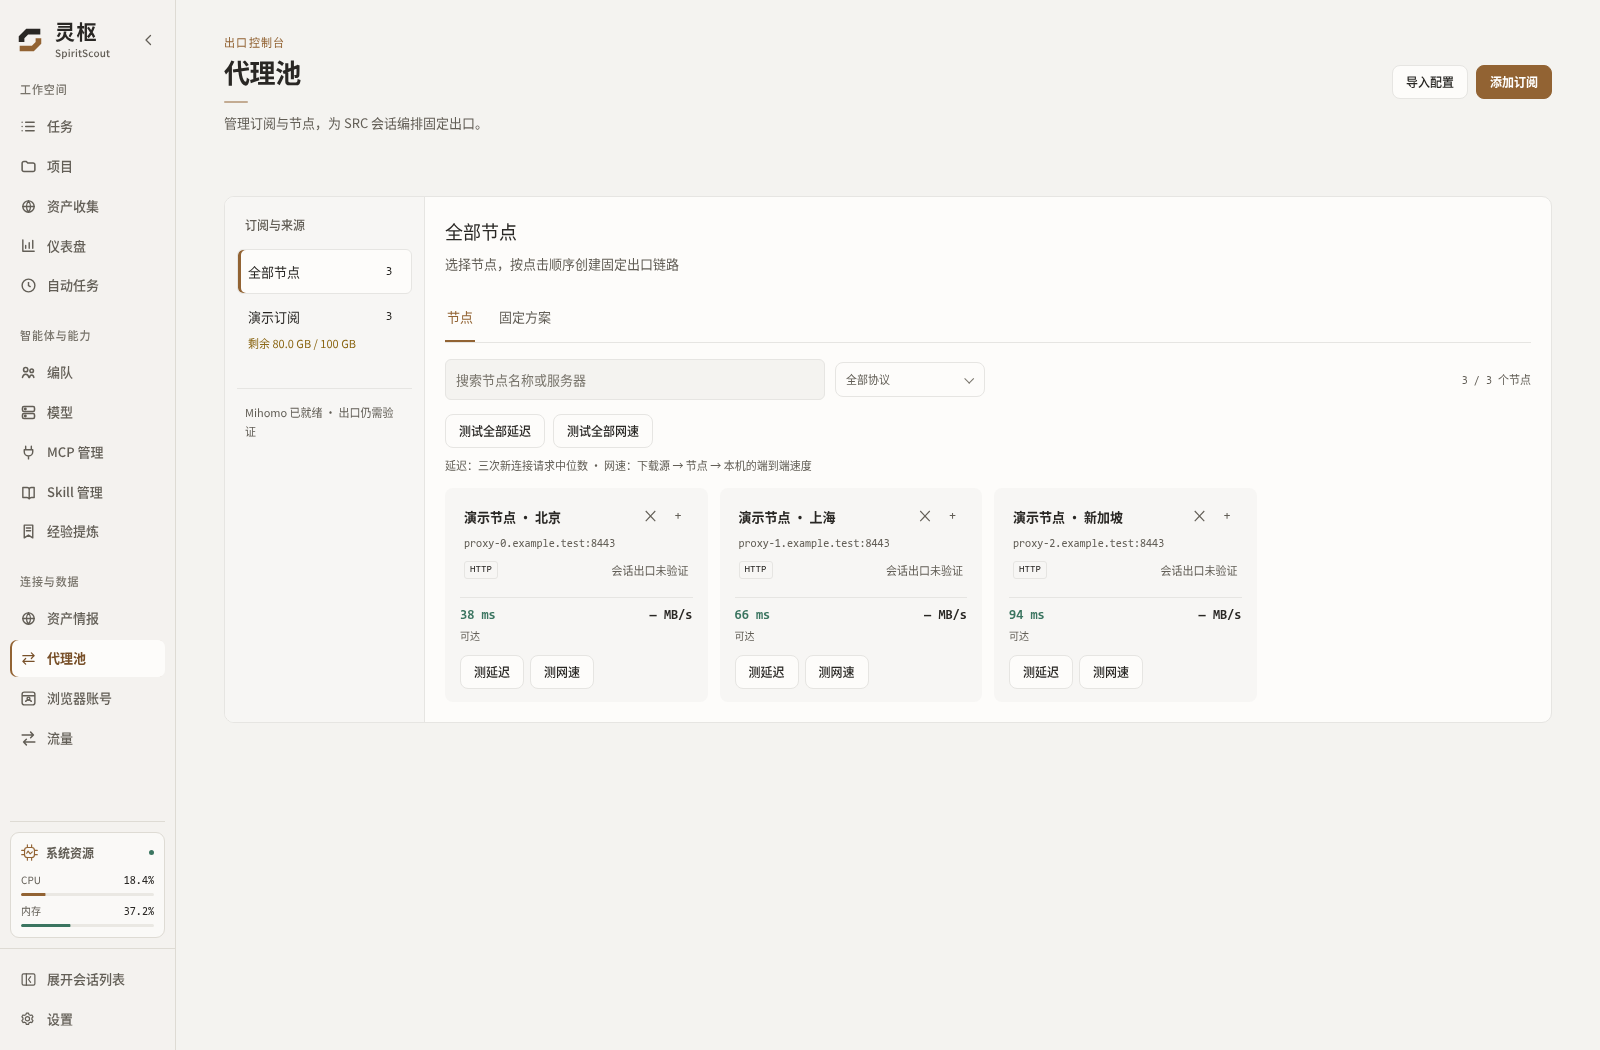 灵枢
SpiritScout
工作空间
任务
项目
资产收集
仪表盘
自动任务
智能体与能力
编队
模型
MCP 管理
Skill 管理
经验提炼
连接与数据
资产情报
代理池
浏览器账号
流量
系统资源
CPU 18.4%
内存 37.2%
展开会话列表
设置
出口控制台
代理池
管理订阅与节点，为 SRC 会话编排固定出口。
导入配置
添加订阅
订阅与来源
全部节点 3
演示订阅 3
剩余 80.0 GB / 100 GB
Mihomo 已就绪 · 出口仍需验
证
全部节点
选择节点，按点击顺序创建固定出口链路
节点 固定方案
搜索节点名称或服务器
全部协议
3 / 3 个节点
测试全部延迟 测试全部网速
延迟：三次新连接请求中位数 · 网速：下载源 → 节点 → 本机的端到端速度
演示节点 · 北京 +
proxy-0.example.test:8443
HTTP 会话出口未验证
38 ms — MB/s
可达
测延迟 测网速
演示节点 · 上海 +
proxy-1.example.test:8443
HTTP 会话出口未验证
66 ms — MB/s
可达
测延迟 测网速
演示节点 · 新加坡 +
proxy-2.example.test:8443
HTTP 会话出口未验证
94 ms — MB/s
可达
测延迟 测网速